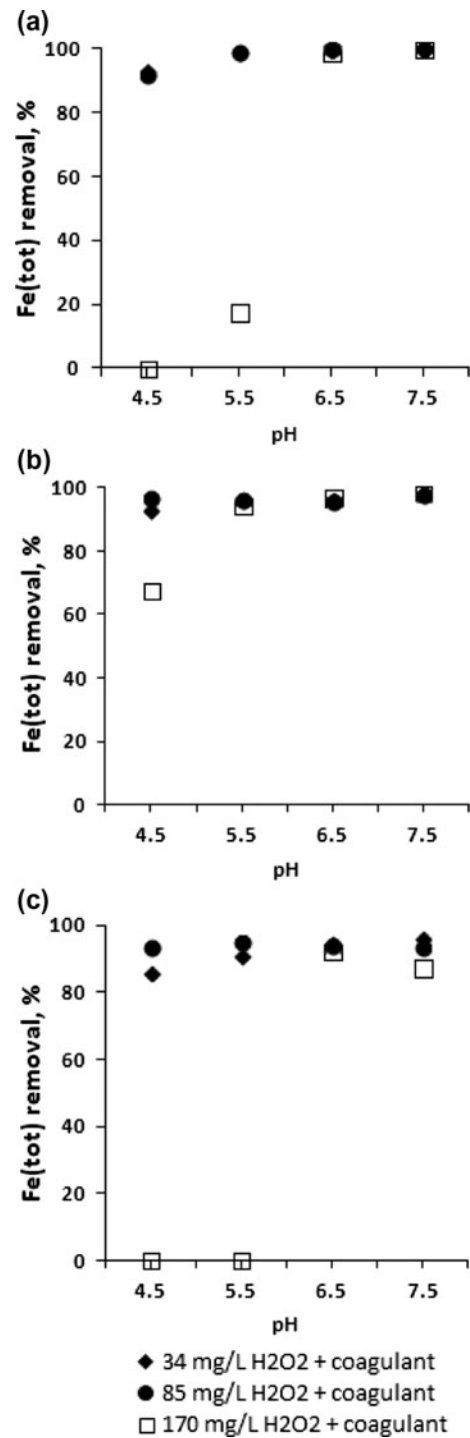 (a)
Fe(tot) removal, %
100
80
60
40
20
0
4.5 5.5 6.5 7.5
pH
(b)
Fe(tot) removal, %
100
80
60
40
20
0
4.5 5.5 6.5 7.5
pH
(c)
Fe(tot) removal, %
100
80
60
40
20
0
4.5 5.5 6.5 7.5
pH
34 mg/L H2O2 + coagulant
85 mg/L H2O2 + coagulant
170 mg/L H2O2 + coagulant